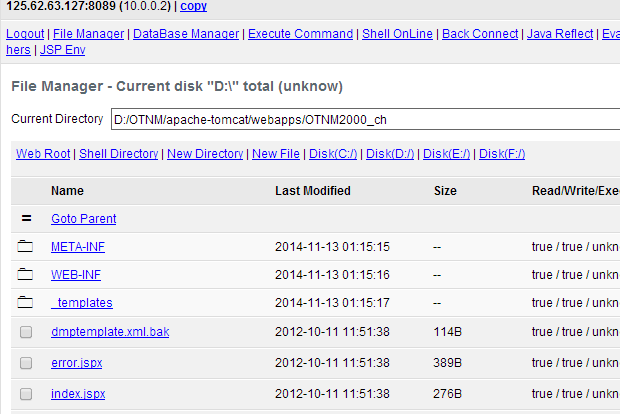 125.62.63.127:8089 (10.0.0.2) | copy
Logout | File Manager | DataBase Manager | Execute Command | Shell OnLine | Back Connect | Java Reflect | Eva
hers | JSP Env
File Manager - Current disk "D:\" total (unknow)
Current Directory D:/OTNM/apache-tomcat/webapps/OTNM2000_ch
Web Root | Shell Directory | New Directory | New File | Disk(C:/) | Disk(D:/) | Disk(E:/) | Disk(F:/)
Name Last Modified Size Read/Write/Exe
= Goto Parent
META-INF 2014-11-13 01:15:15 -- true / true / unkn
WEB-INF 2014-11-13 01:15:16 -- true / true / unkn
_templates 2014-11-13 01:15:17 -- true / true / unkn
dmptemplate.xml.bak 2012-10-11 11:51:38 114B true / true / unkn
error.jspx 2012-10-11 11:51:38 389B true / true / unkn
index.jspx 2012-10-11 11:51:38 276B true / true / unkn